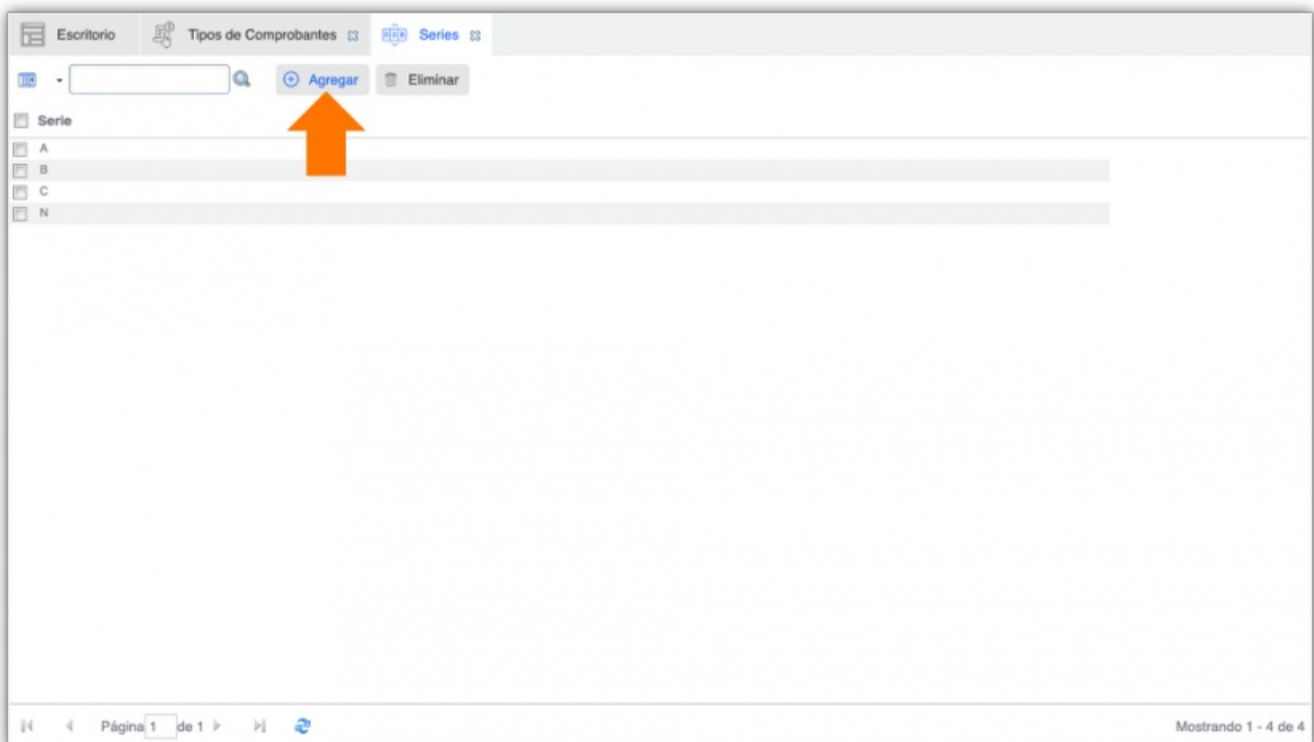 Escritorio Tipos de Comprobantes Series
Agregar Eliminar
Serie
A
B
C
N
Página 1 de 1 Mostrando 1 - 4 de 4